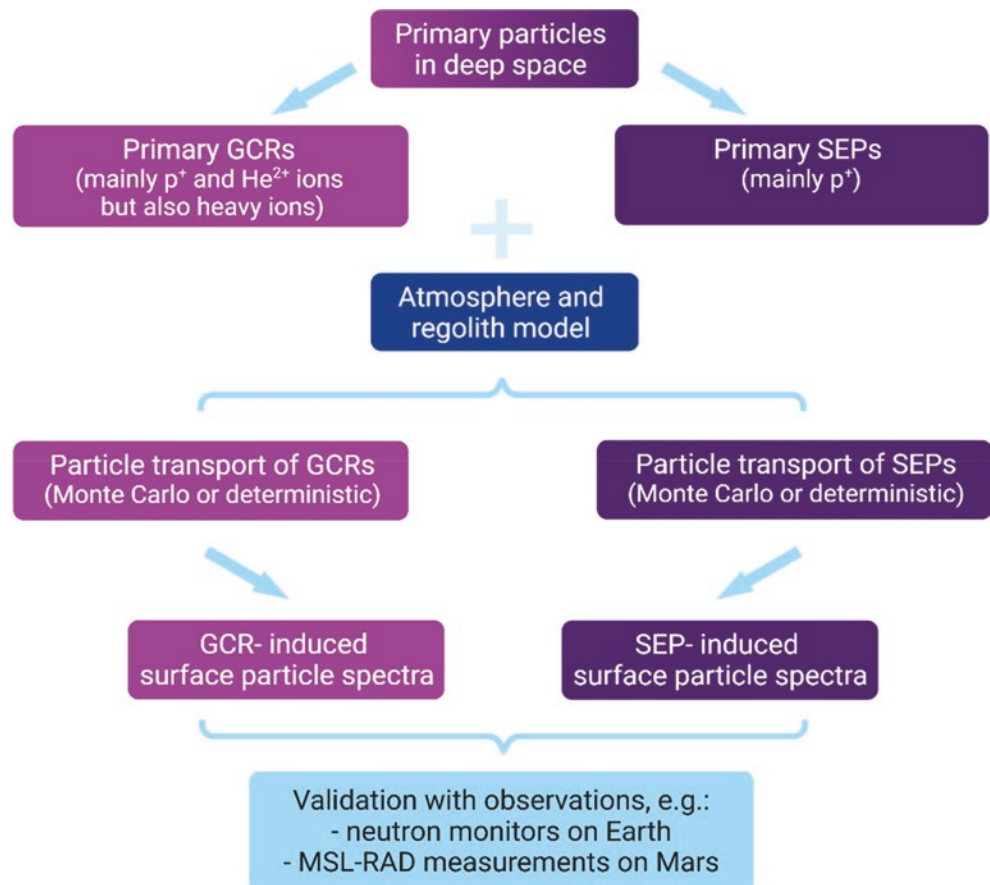 Primary particles
in deep space
Primary GCRs
(mainly p⁺ and He²⁺ ions
but also heavy ions)
Primary SEPs
(mainly p⁺)
+
Atmosphere and
regolith model
Particle transport of GCRs
(Monte Carlo or deterministic)
Particle transport of SEPs
(Monte Carlo or deterministic)
GCR- induced
surface particle spectra
SEP- induced
surface particle spectra
Validation with observations, e.g.:
- neutron monitors on Earth
- MSL-RAD measurements on Mars